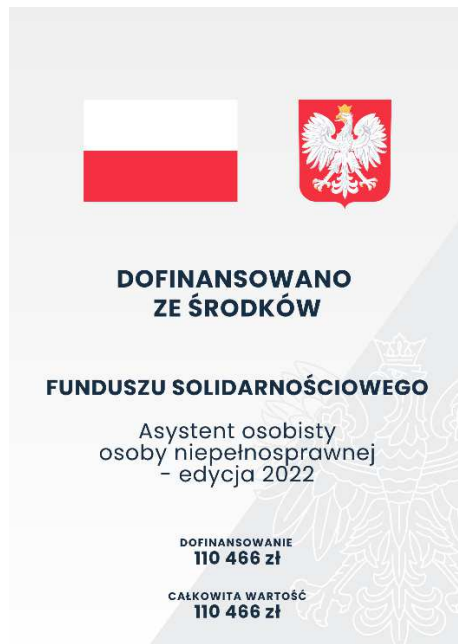 DOFINANSOWANO
ZE ŚRODKÓW
FUNDUSZU SOLIDARNOŚCIOWEGO
Asystent osobisty
osoby niepełnosprawnej
- edycja 2022
DOFINANSOWANIE
110 466 zł
CAŁKOWITA WARTOŚĆ
110 466 zł